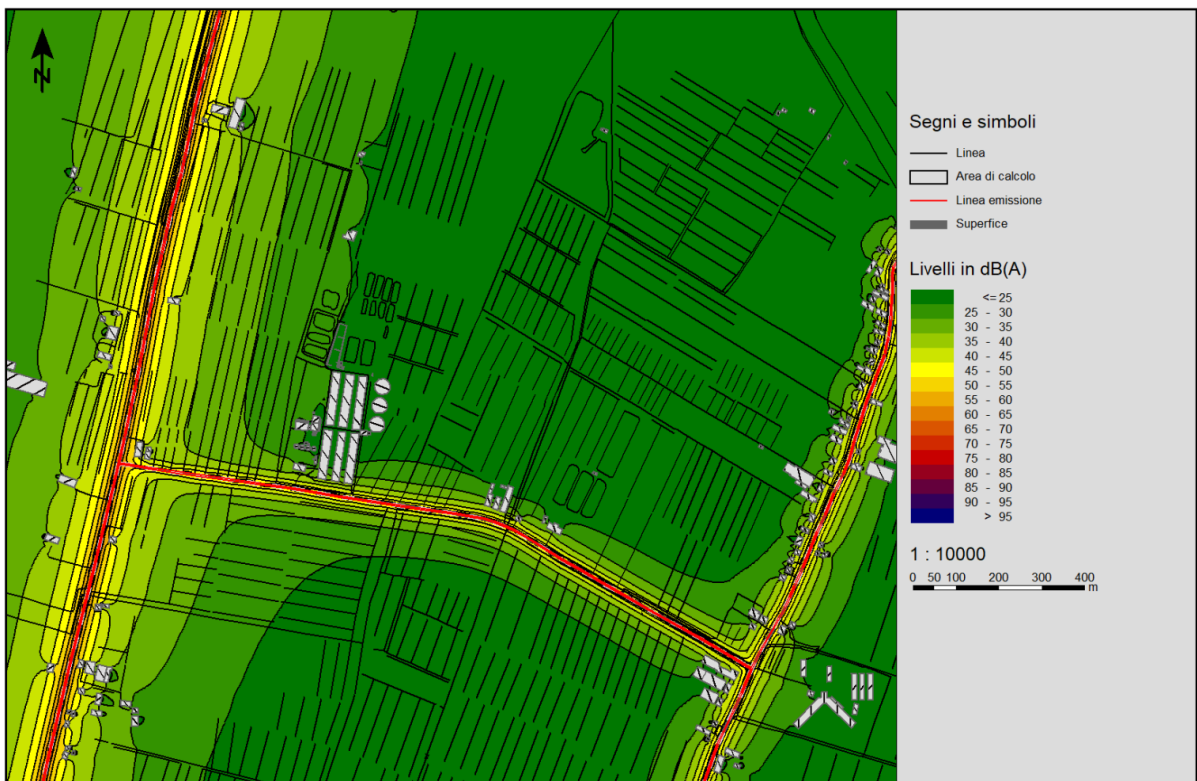 N
Segni e simboli
Linea
Area di calcolo
Linea emissione
Superfice
Livelli in dB(A)
<= 25
25 - 30
30 - 35
35 - 40
40 - 45
45 - 50
50 - 55
55 - 60
60 - 65
65 - 70
70 - 75
75 - 80
80 - 85
85 - 90
90 - 95
> 95
1 : 10000
0 50 100 200 300 400
m